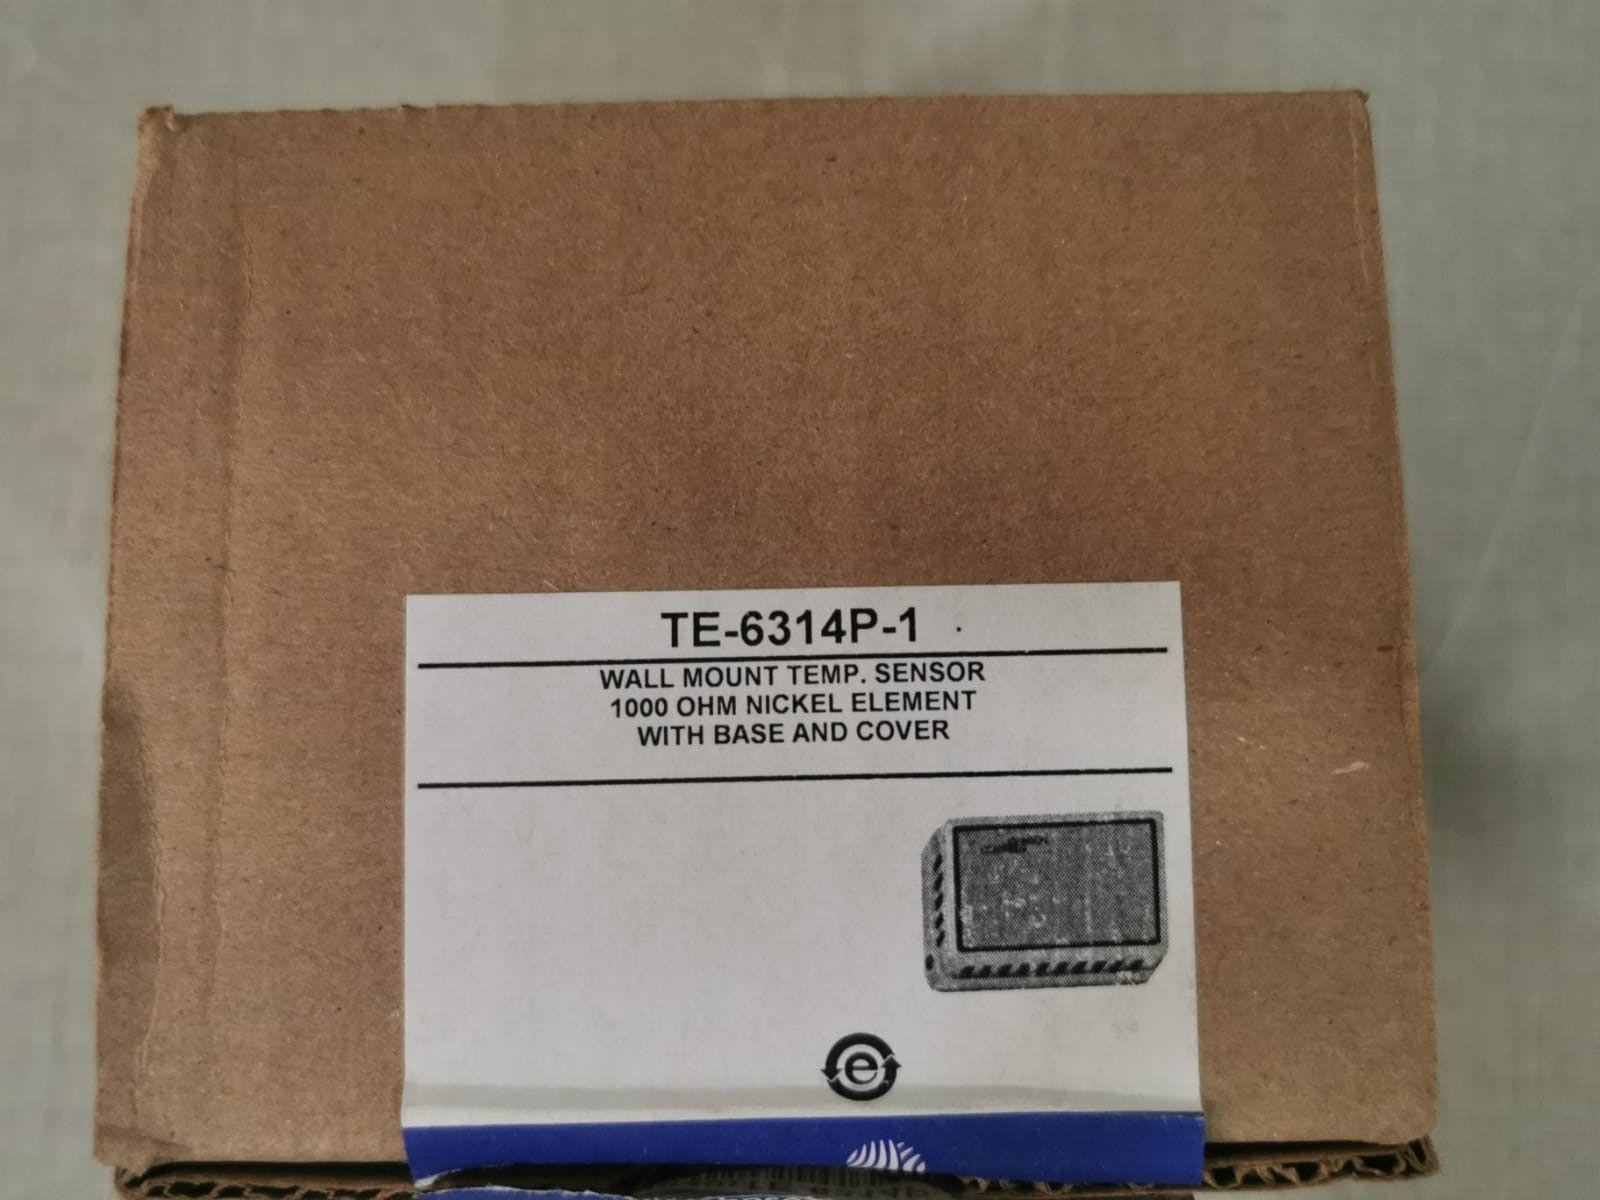 TE-6314P-1
WALL MOUNT TEMP. SENSOR
1000 OHM NICKEL ELEMENT
WITH BASE AND COVER
e